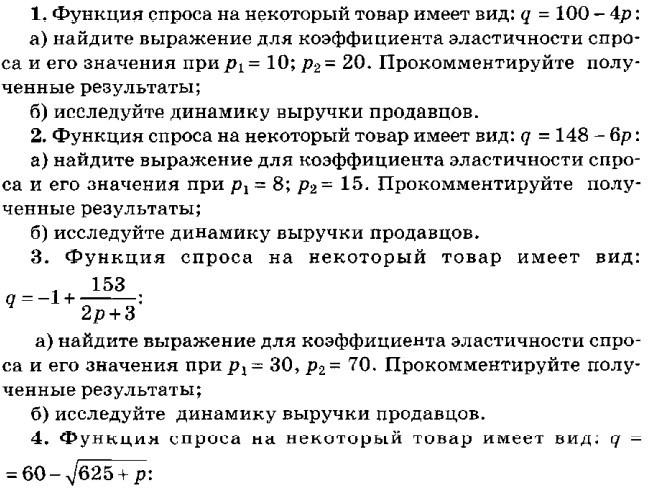 1. Функция спроса на некоторый товар имеет вид: q = 100 – 4p:
а) найдите выражение для коэффициента эластичности спро-
са и его значения при p₁ = 10; p₂ = 20. Прокомментируйте полу-
ченные результаты;
б) исследуйте динамику выручки продавцов.
2. Функция спроса на некоторый товар имеет вид: q = 148 – 6p:
а) найдите выражение для коэффициента эластичности спро-
са и его значения при p₁ = 8; p₂ = 15. Прокомментируйте полу-
ченные результаты;
б) исследуйте динамику выручки продавцов.
3. Функция спроса на некоторый товар имеет вид:
q = –1 + 153/(2p + 3):
а) найдите выражение для коэффициента эластичности спро-
са и его значения при p₁ = 30, p₂ = 70. Прокомментируйте полу-
ченные результаты;
б) исследуйте динамику выручки продавцов.
4. Функция спроса на некоторый товар имеет вид: q =
= 60 – √(625 + p):